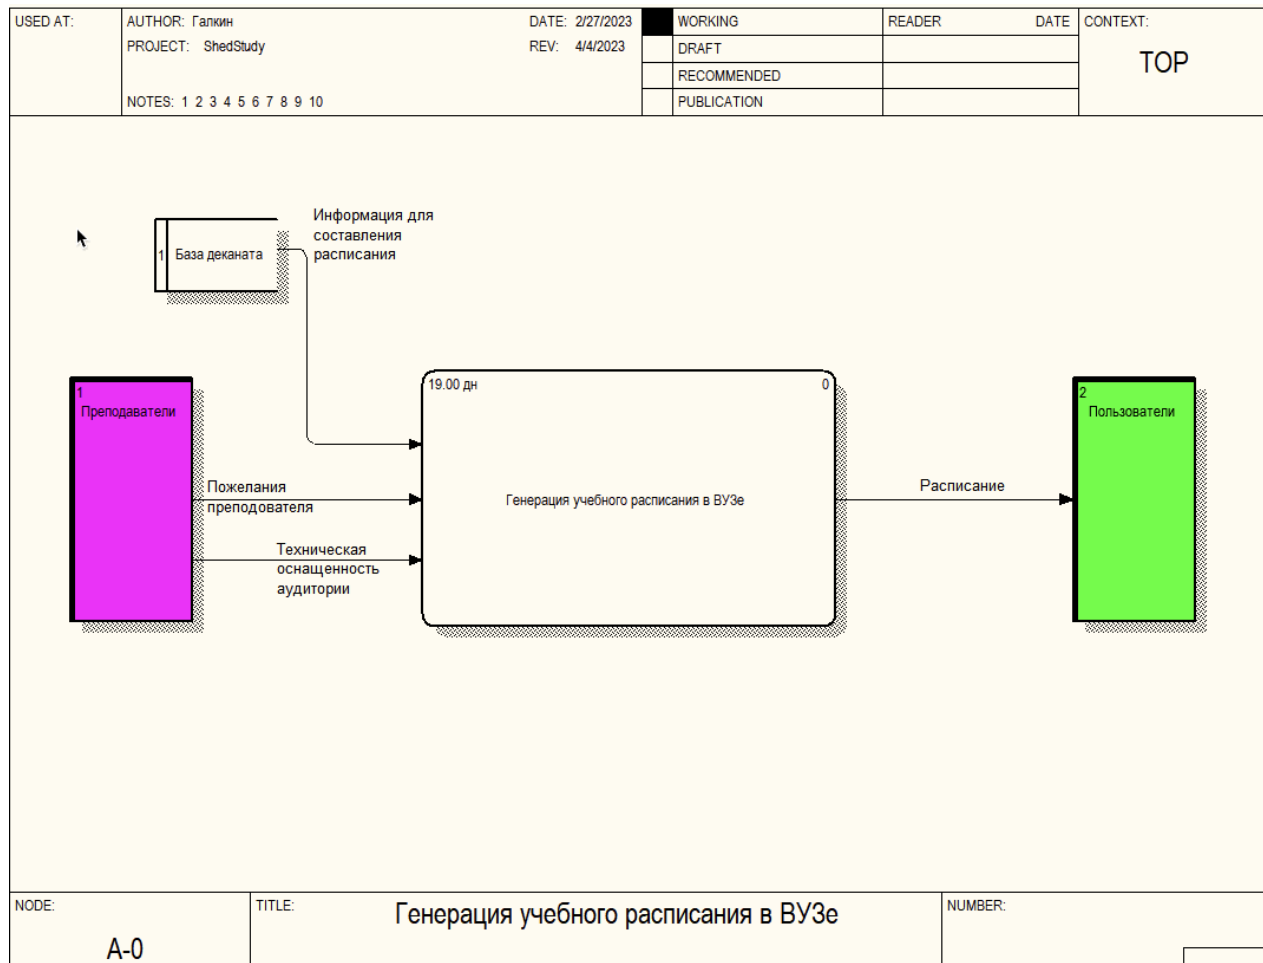 USED AT:
AUTHOR: Галкин
DATE: 2/27/2023
WORKING
READER
DATE
CONTEXT:
PROJECT: ShedStudy
REV: 4/4/2023
DRAFT
TOP
RECOMMENDED
NOTES: 1 2 3 4 5 6 7 8 9 10
PUBLICATION
Информация для
составления
расписания
1
База деканата
1
Преподаватели
19.00 дн
0
2
Пользователи
Пожелания
преподователя
Генерация учебного расписания в ВУЗе
Расписание
Техническая
оснащенность
аудитории
NODE:
A-0
TITLE:
Генерация учебного расписания в ВУЗе
NUMBER: